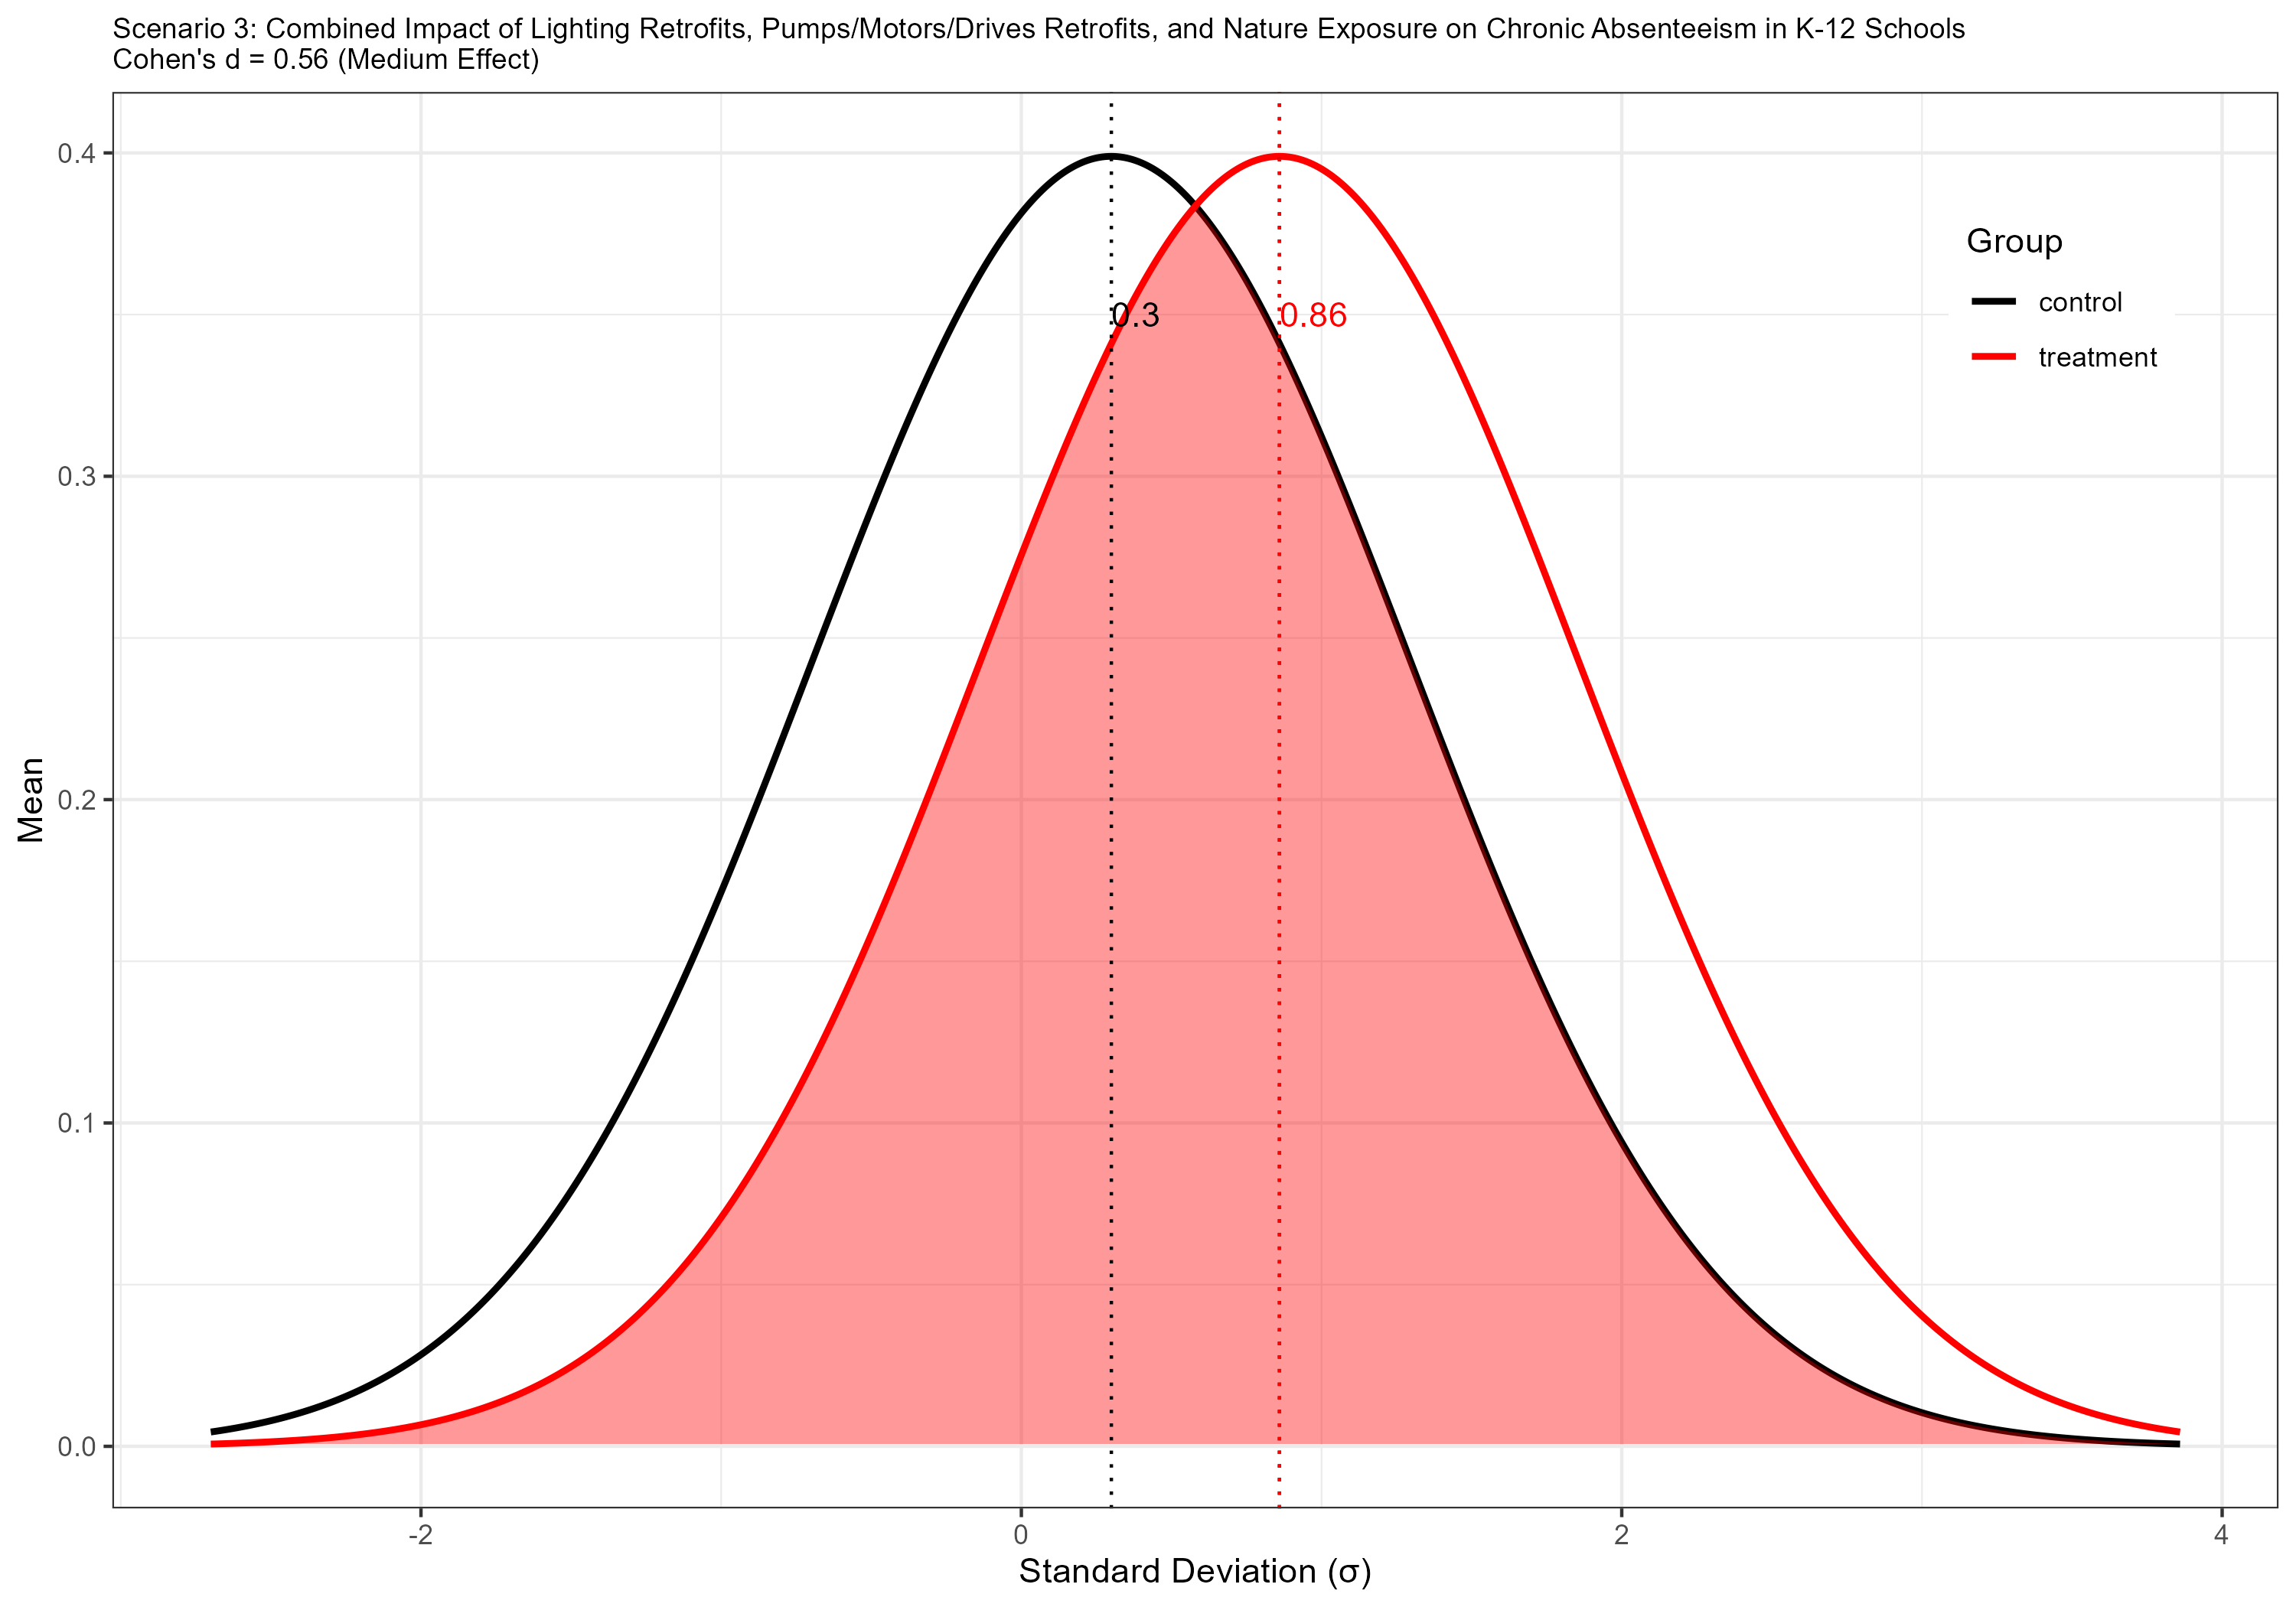 Scenario 3: Combined Impact of Lighting Retrofits, Pumps/Motors/Drives Retrofits, and Nature Exposure on Chronic Absenteeism in K-12 Schools
Cohen's d = 0.56 (Medium Effect)
0.4
0.3
0.2
0.1
0.0
Mean
0.3
0.86
Group
control
treatment
-2
0
2
4
Standard Deviation (σ)